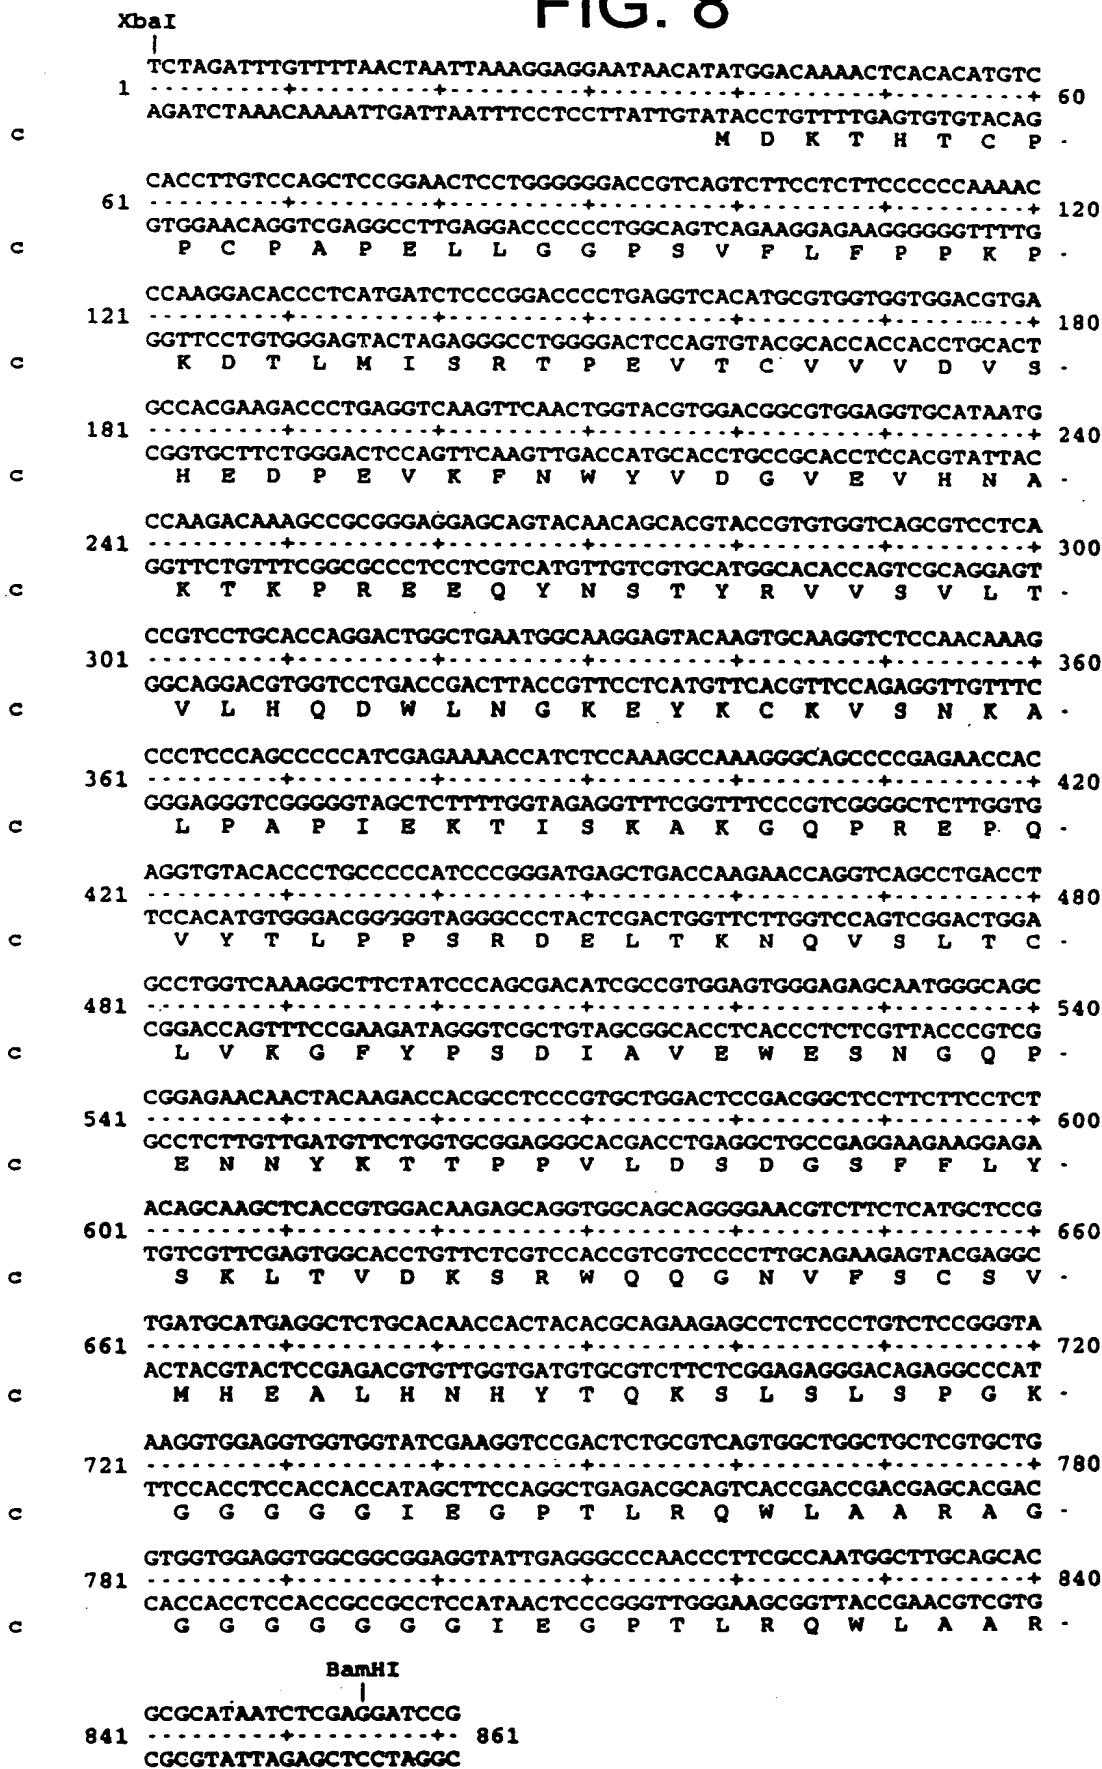 FIG. 8
XbaI
TCTAGATTTGTTTTAACTAATTAAAGGAGGAATAACATATGGACAAAACTCACACATGTC
1 ---------+---------+---------+---------+---------+---------+ 60
AGATCTAAACAAAATTGATTAATTTCCTCCTTATTGTATACCTGTTTTGAGTGTGTACAG
c M D K T H T C P -
CACCTTGTCCAGCTCCGGAACTCCTGGGGGGACCGTCAGTCTTCCTCTTCCCCCCAAAAC
61 ---------+---------+---------+---------+---------+---------+ 120
GTGGAACAGGTCGAGGCCTTGAGGACCCCCCTGGCAGTCAGAAGGAGAAGGGGGGTTTTG
c P C P A P E L L G G P S V F L F P P K P -
CCAAGGACACCCTCATGATCTCCCGGACCCCTGAGGTCACATGCGTGGTGGTGGACGTGA
121 ---------+---------+---------+---------+---------+---------+ 180
GGTTCCTGTGGGAGTACTAGAGGGCCTGGGGACTCCAGTGTACGCACCACCACCTGCACT
c K D T L M I S R T P E V T C V V V D V S -
GCCACGAAGACCCTGAGGTCAAGTTCAACTGGTACGTGGACGGCGTGGAGGTGCATAATG
181 ---------+---------+---------+---------+---------+---------+ 240
CGGTGCTTCTGGGACTCCAGTTCAAGTTGACCATGCACCTGCCGCACCTCCACGTATTAC
c H E D P E V K F N W Y V D G V E V H N A -
CCAAGACAAAGCCGCGGGAGGAGCAGTACAACAGCACGTACCGTGTGGTCAGCGTCCTCA
241 ---------+---------+---------+---------+---------+---------+ 300
GGTTCTGTTTCGGCGCCCTCCTCGTCATGTTGTCGTGCATGGCACACCAGTCGCAGGAGT
c K T K P R E E Q Y N S T Y R V V S V L T -
CCGTCCTGCACCAGGACTGGCTGAATGGCAAGGAGTACAAGTGCAAGGTCTCCAACAAAG
301 ---------+---------+---------+---------+---------+---------+ 360
GGCAGGACGTGGTCCTGACCGACTTACCGTTCCTCATGTTCACGTTCCAGAGGTTGTTTC
c V L H Q D W L N G K E Y K C K V S N K A -
CCCTCCCAGCCCCCATCGAGAAAACCATCTCCAAAGCCAAAGGGCAGCCCCGAGAACCAC
361 ---------+---------+---------+---------+---------+---------+ 420
GGGAGGGTCGGGGGTAGCTCTTTTGGTAGAGGTTTCGGTTTCCCGTCGGGGCTCTTGGTG
c L P A P I E K T I S K A K G Q P R E P Q -
AGGTGTACACCCTGCCCCCATCCCGGGATGAGCTGACCAAGAACCAGGTCAGCCTGACCT
421 ---------+---------+---------+---------+---------+---------+ 480
TCCACATGTGGGACGGGGGTAGGGCCCTACTCGACTGGTTCTTGGTCCAGTCGGACTGGA
c V Y T L P P S R D E L T K N Q V S L T C -
GCCTGGTCAAAGGCTTCTATCCCAGCGACATCGCCGTGGAGTGGGAGAGCAATGGGCAGC
481 ---------+---------+---------+---------+---------+---------+ 540
CGGACCAGTTTCCGAAGATAGGGTCGCTGTAGCGGCACCTCACCCTCTCGTTACCCGTCG
c L V K G F Y P S D I A V E W E S N G Q P -
CGGAGAACAACTACAAGACCACGCCTCCCGTGCTGGACTCCGACGGCTCCTTCTTCCTCT
541 ---------+---------+---------+---------+---------+---------+ 600
GCCTCTTGTTGATGTTCTGGTGCGGAGGGCACGACCTGAGGCTGCCGAGGAAGAAGGAGA
c E N N Y K T T P P V L D S D G S F F L Y -
ACAGCAAGCTCACCGTGGACAAGAGCAGGTGGCAGCAGGGGAACGTCTTCTCATGCTCCG
601 ---------+---------+---------+---------+---------+---------+ 660
TGTCGTTCGAGTGGCACCTGTTCTCGTCCACCGTCGTCCCCTTGCAGAAGAGTACGAGGC
c S K L T V D K S R W Q Q G N V F S C S V -
TGATGCATGAGGCTCTGCACAACCACTACACGCAGAAGAGCCTCTCCCTGTCTCCGGGTA
661 ---------+---------+---------+---------+---------+---------+ 720
ACTACGTACTCCGAGACGTGTTGGTGATGTGCGTCTTCTCGGAGAGGGACAGAGGCCCAT
c M H E A L H N H Y T Q K S L S L S P G K -
AAGGTGGAGGTGGTGGTATCGAAGGTCCGACTCTGCGTCAGTGGCTGGCTGCTCGTGCTG
721 ---------+---------+---------+---------+---------+---------+ 780
TTCCACCTCCACCACCATAGCTTCCAGGCTGAGACGCAGTCACCGACCGACGAGCACGAC
c G G G G G I E G P T L R Q W L A A R A G -
GTGGTGGAGGTGGCGGCGGAGGTATTGAGGGCCCAACCCTTCGCCAATGGCTTGCAGCAC
781 ---------+---------+---------+---------+---------+---------+ 840
CACCACCTCCACCGCCGCCTCCATAACTCCCGGGTTGGGAAGCGGTTACCGAACGTCGTG
c G G G G G G G I E G P T L R Q W L A A R -
BamHI
GCGCATAATCTCGAGGATCCG
841 ---------+---------+- 861
CGCGTATTAGAGCTCCTAGGC